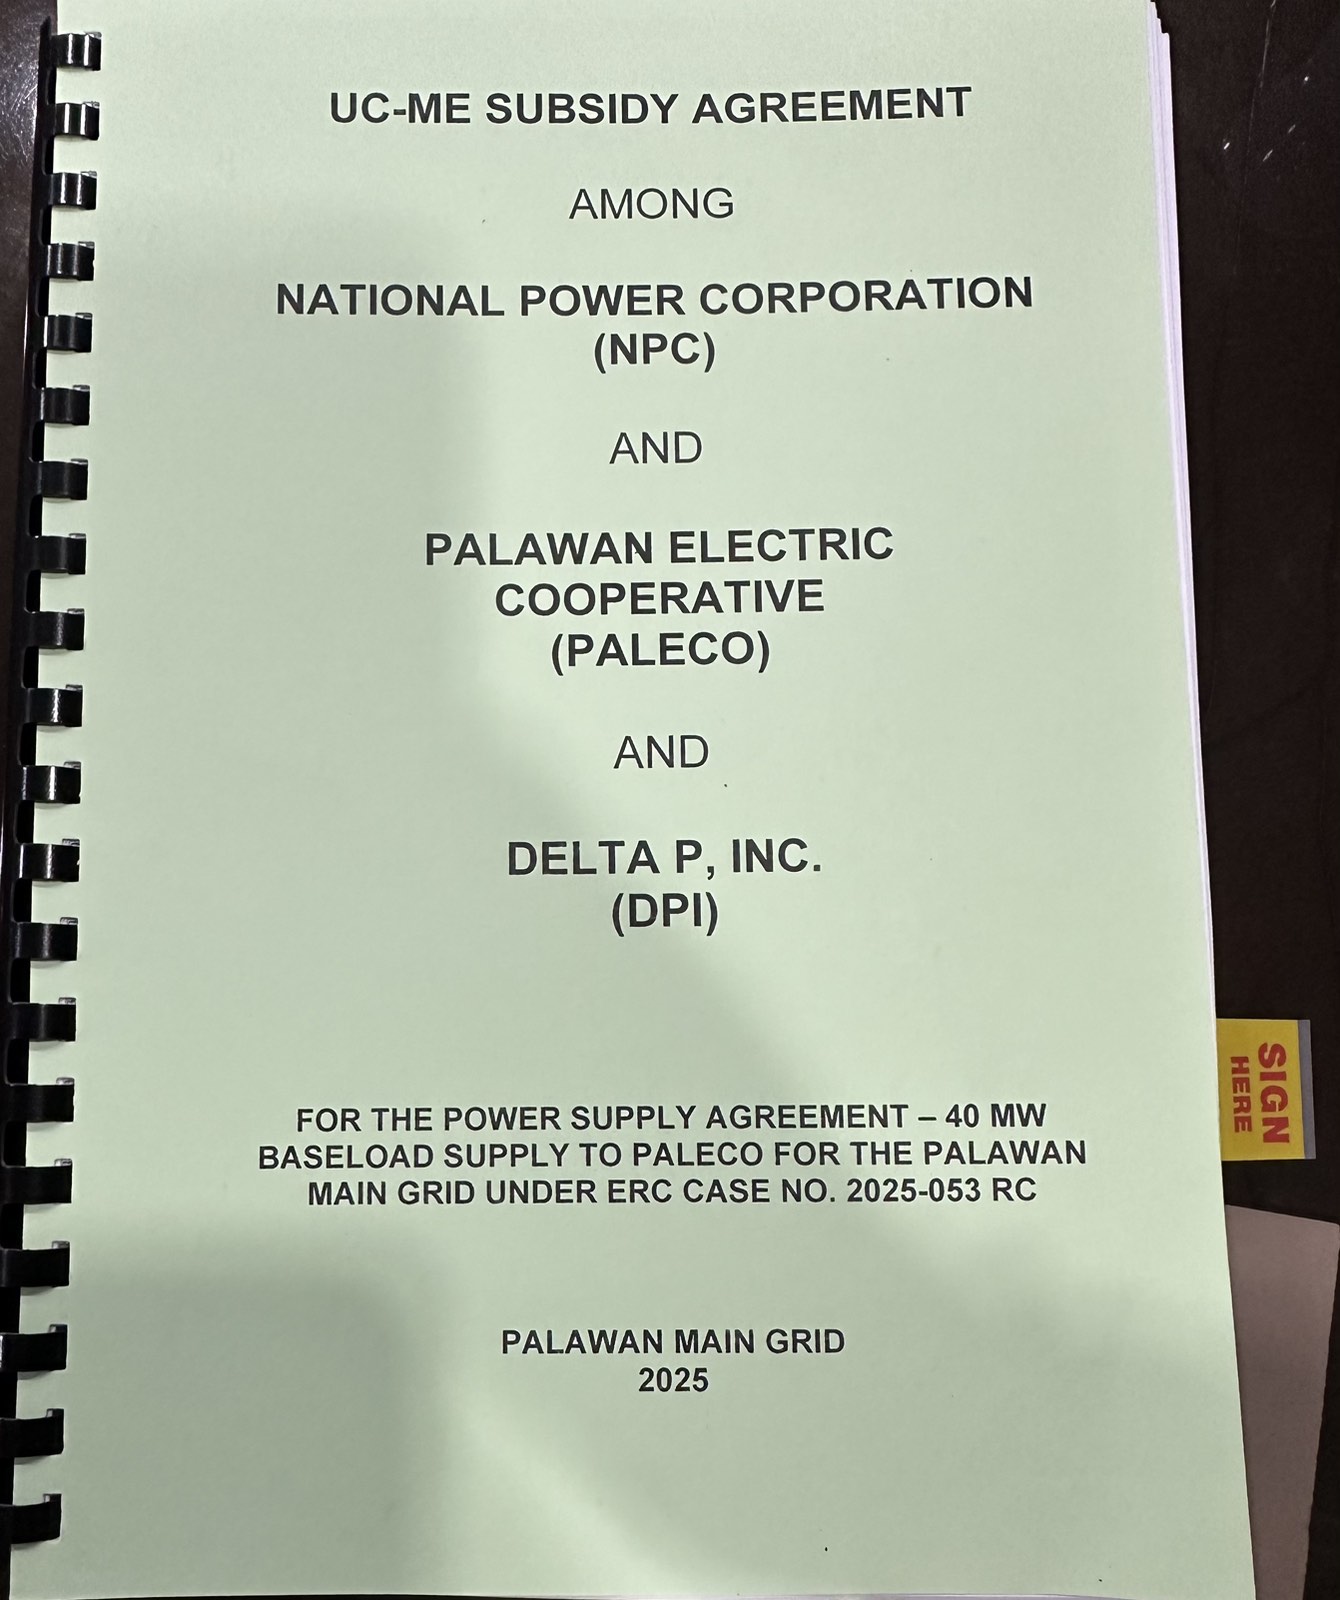 UC-ME SUBSIDY AGREEMENT
AMONG
NATIONAL POWER CORPORATION
(NPC)
AND
PALAWAN ELECTRIC
COOPERATIVE
(PALECO)
AND
DELTA P, INC.
(DPI)
FOR THE POWER SUPPLY AGREEMENT – 40 MW
BASELOAD SUPPLY TO PALECO FOR THE PALAWAN
MAIN GRID UNDER ERC CASE NO. 2025-053 RC
PALAWAN MAIN GRID
2025
SIGN
HERE